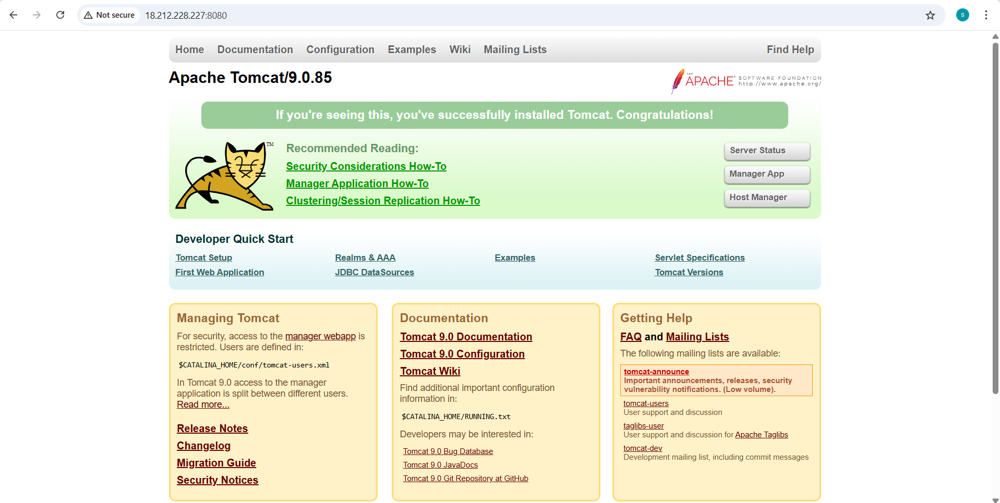 Not secure 18.212.228.227:8080
S
Home Documentation Configuration Examples Wiki Mailing Lists Find Help
Apache Tomcat/9.0.85
THE APACHE SOFTWARE FOUNDATION
http://www.apache.org/
If you're seeing this, you've successfully installed Tomcat. Congratulations!
TM
Recommended Reading:
Security Considerations How-To
Manager Application How-To
Clustering/Session Replication How-To
Server Status
Manager App
Host Manager
Developer Quick Start
Tomcat Setup
First Web Application
Realms & AAA
JDBC DataSources
Examples
Servlet Specifications
Tomcat Versions
Managing Tomcat
For security, access to the manager webapp is
restricted. Users are defined in:
$CATALINA_HOME/conf/tomcat-users.xml
In Tomcat 9.0 access to the manager
application is split between different users.
Read more...
Release Notes
Changelog
Migration Guide
Security Notices
Documentation
Tomcat 9.0 Documentation
Tomcat 9.0 Configuration
Tomcat Wiki
Find additional important configuration
information in:
$CATALINA_HOME/RUNNING.txt
Developers may be interested in:
Tomcat 9.0 Bug Database
Tomcat 9.0 JavaDocs
Tomcat 9.0 Git Repository at GitHub
Getting Help
FAQ and Mailing Lists
The following mailing lists are available:
tomcat-announce
Important announcements, releases, security
vulnerability notifications. (Low volume).
tomcat-users
User support and discussion
taglibs-user
User support and discussion for Apache Taglibs
tomcat-dev
Development mailing list, including commit messages